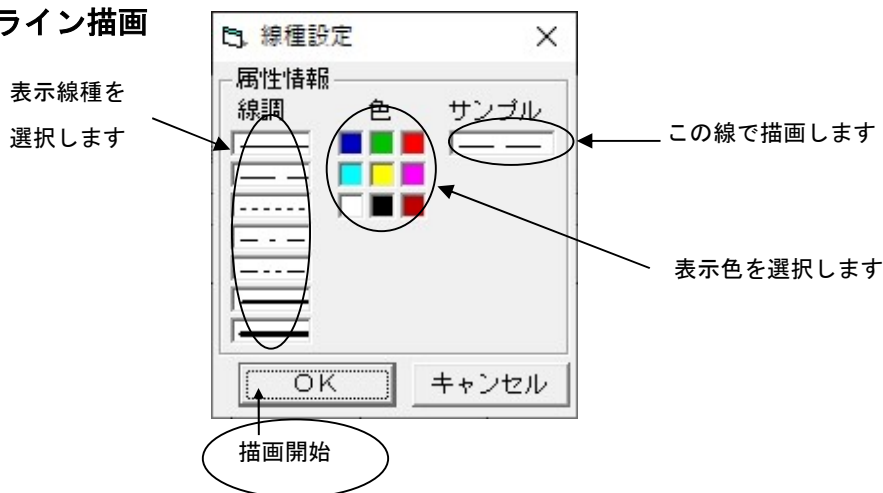 ライン描画
線種設定
属性情報
表示線種を
選択します
線調
色
サンプル
この線で描画します
表示色を選択します
OK
キャンセル
描画開始